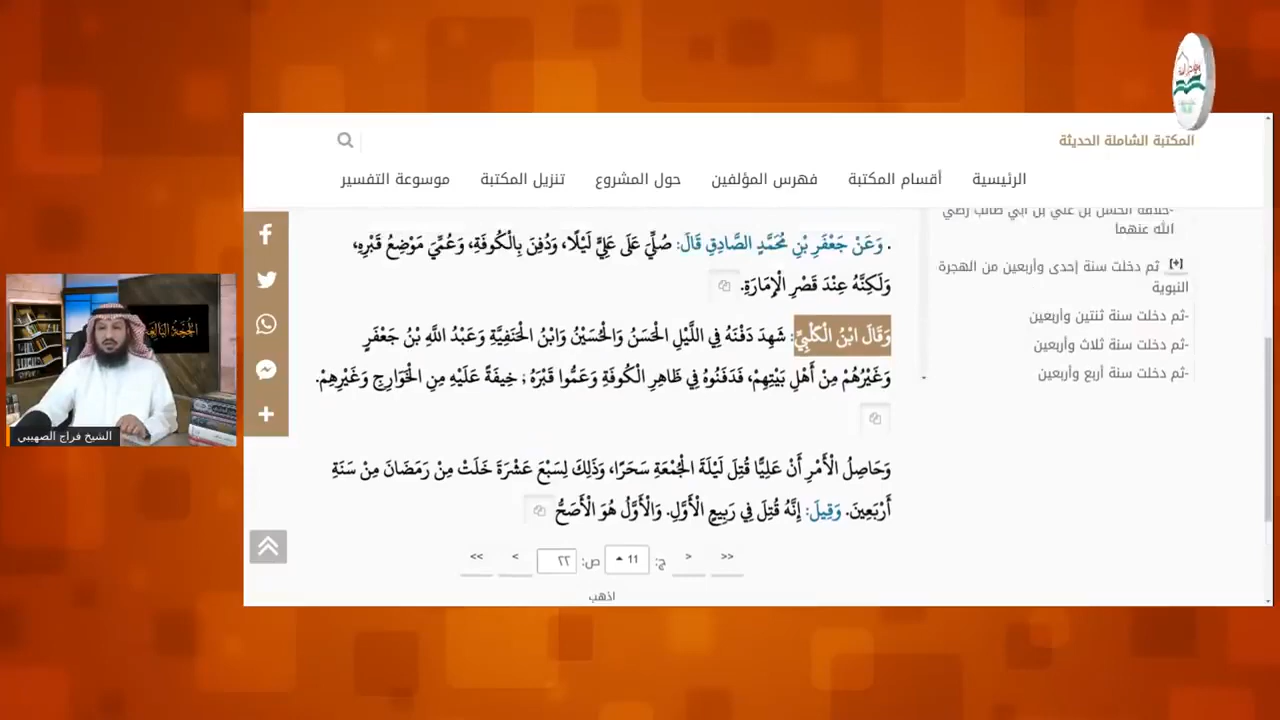 المكتبة الشاملة الحديثة
الرئيسية
أقسام المكتبة
فهرس المؤلفين
حول المشروع
تنزيل المكتبة
موسوعة التفسير
-خلافة الحسن بن علي بن أبي طالب رضي
الله عنهما
[+] ثم دخلت سنة إحدى وأربعين من الهجرة
النبوية
-ثم دخلت سنة ثنتين وأربعين
-ثم دخلت سنة ثلاث وأربعين
-ثم دخلت سنة أربع وأربعين
. وَعَنْ جَعْفَرِ بْنِ مُحَمَّدٍ الصَّادِقِ قَالَ: صُلِّيَ عَلَى عَلِيٍّ لَيْلًا، وَدُفِنَ بِالْكُوفَةِ، وَعُمِّيَ مَوْضِعُ قَبْرِهِ،
وَلَكِنَّهُ عِنْدَ قَصْرِ الْإِمَارَةِ.
وَقَالَ ابْنُ الْكَلْبِيِّ: شَهِدَ دَفْنَهُ فِي اللَّيْلِ الْحَسَنُ وَالْحُسَيْنُ وَابْنُ الْحَنَفِيَّةِ وَعَبْدُ اللَّهِ بْنُ جَعْفَرٍ
وَغَيْرُهُمْ مِنْ أَهْلِ بَيْتِهِمْ، فَدَفَنُوهُ فِي ظَاهِرِ الْكُوفَةِ وَعَمُّوا قَبْرَهُ ; خِيفَةً عَلَيْهِ مِنِ الْخَوَارِجِ وَغَيْرِهِمْ.
وَحَاصِلُ الْأَمْرِ أَنَّ عَلِيًّا قُتِلَ لَيْلَةَ الْجُمْعَةِ سَحَرًا، وَذَلِكَ لِسَبْعَ عَشْرَةَ خَلَتْ مِنْ رَمَضَانَ مِنْ سَنَةِ
أَرْبَعِينَ. وَقِيلَ: إِنَّهُ قُتِلَ فِي رَبِيعٍ الْأَوَّلِ. وَالْأَوَّلُ هُوَ الْأَصَحُّ
<< < ج: 11 ص: ٢٢ > >>
اذهب
الحجة البالغة
الشيخ فراج الصهيبي